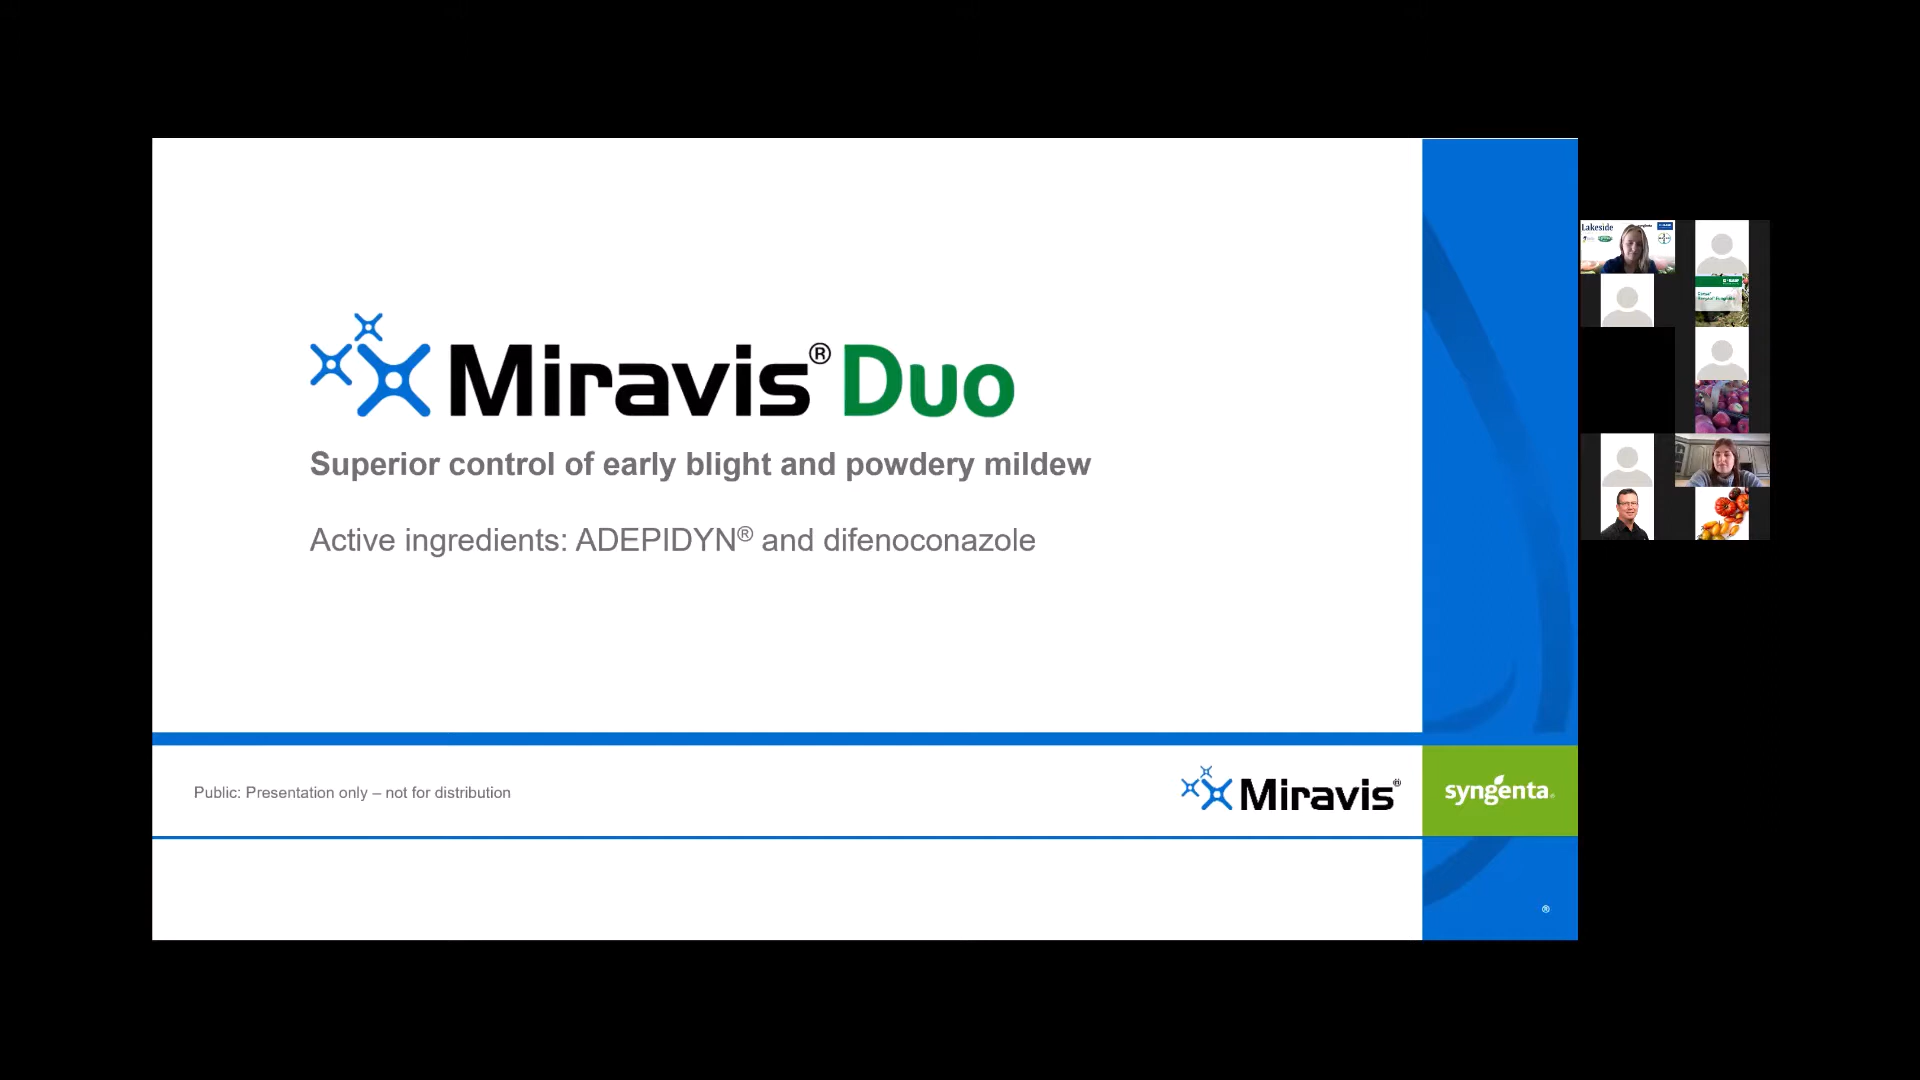 Miravis® Duo
Superior control of early blight and powdery mildew
Active ingredients: ADEPIDYN® and difenoconazole
Public: Presentation only – not for distribution
Miravis®
syngenta®
®
Lakeside